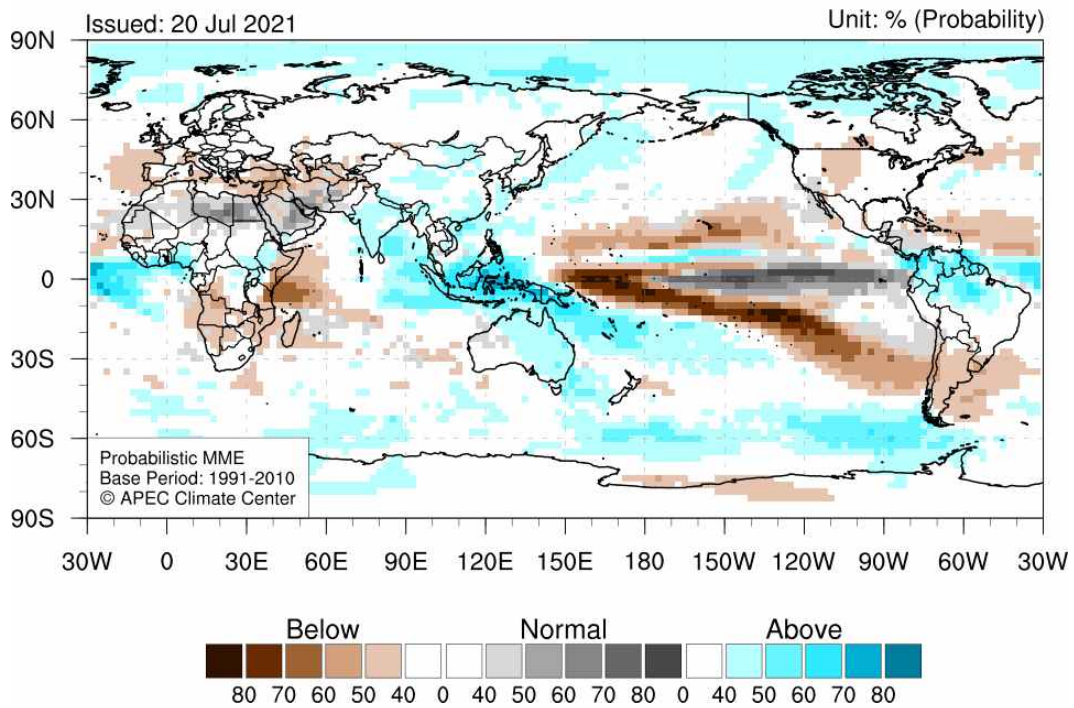 Issued: 20 Jul 2021
Unit: % (Probability)
90N
60N
30N
0
30S
60S
90S
Probabilistic MME
Base Period: 1991-2010
© APEC Climate Center
30W 0 30E 60E 90E 120E 150E 180 150W 120W 90W 60W 30W
Below Normal Above
80 70 60 50 40 0 40 50 60 70 80 0 40 50 60 70 80